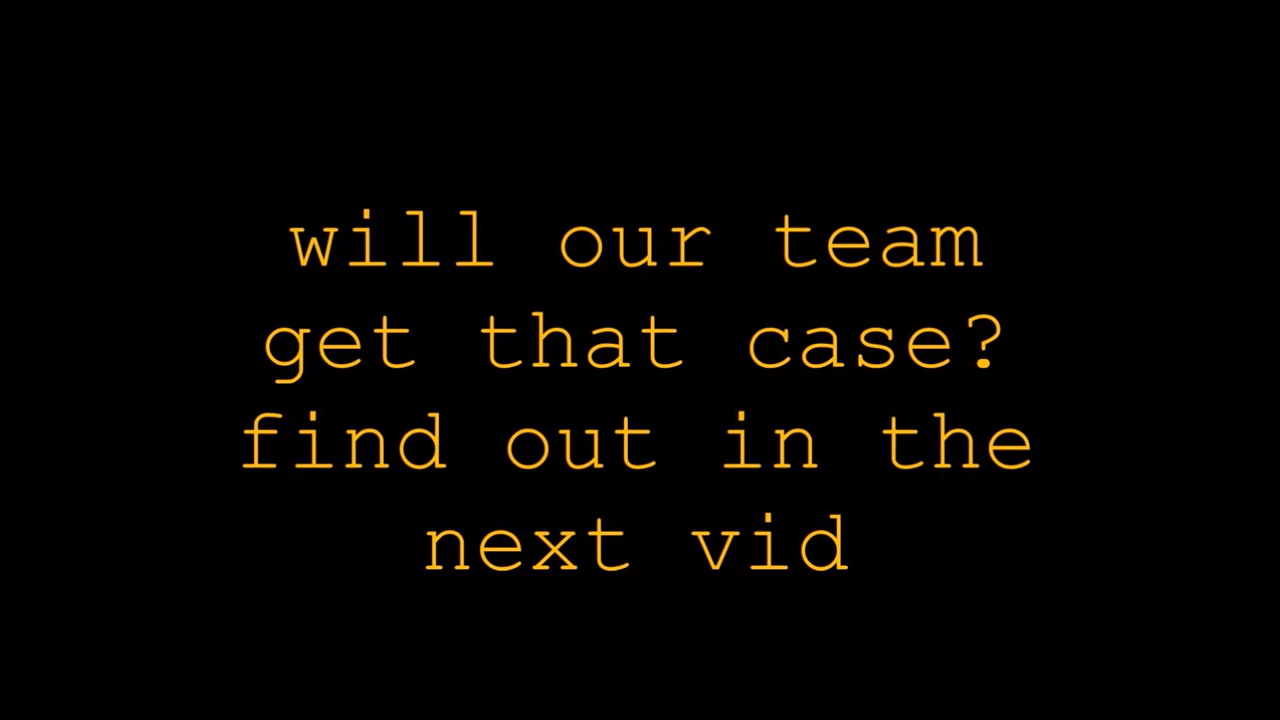 will our team
get that case?
find out in the
next vid